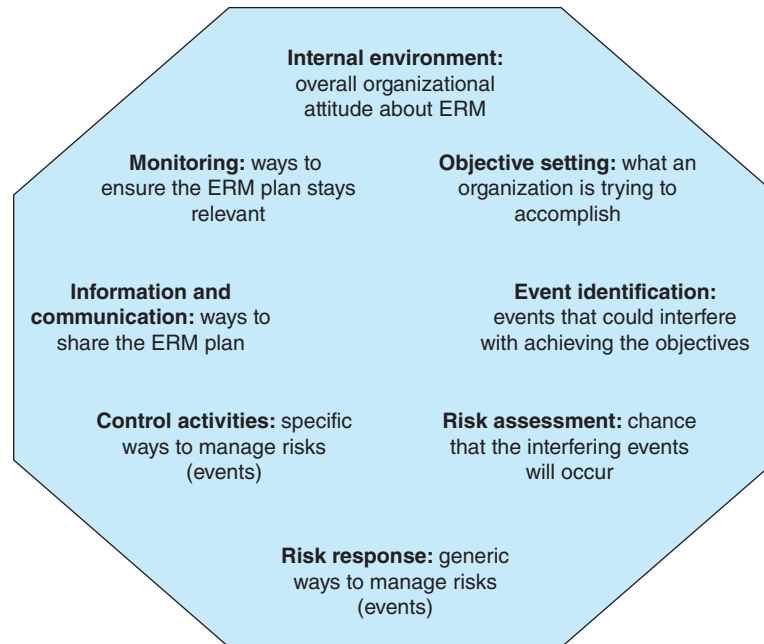 Internal environment:
overall organizational
attitude about ERM
Monitoring: ways to
ensure the ERM plan stays
relevant
Objective setting: what an
organization is trying to
accomplish
Information and
communication: ways to
share the ERM plan
Event identification:
events that could interfere
with achieving the objectives
Control activities: specific
ways to manage risks
(events)
Risk assessment: chance
that the interfering events
will occur
Risk response: generic
ways to manage risks
(events)